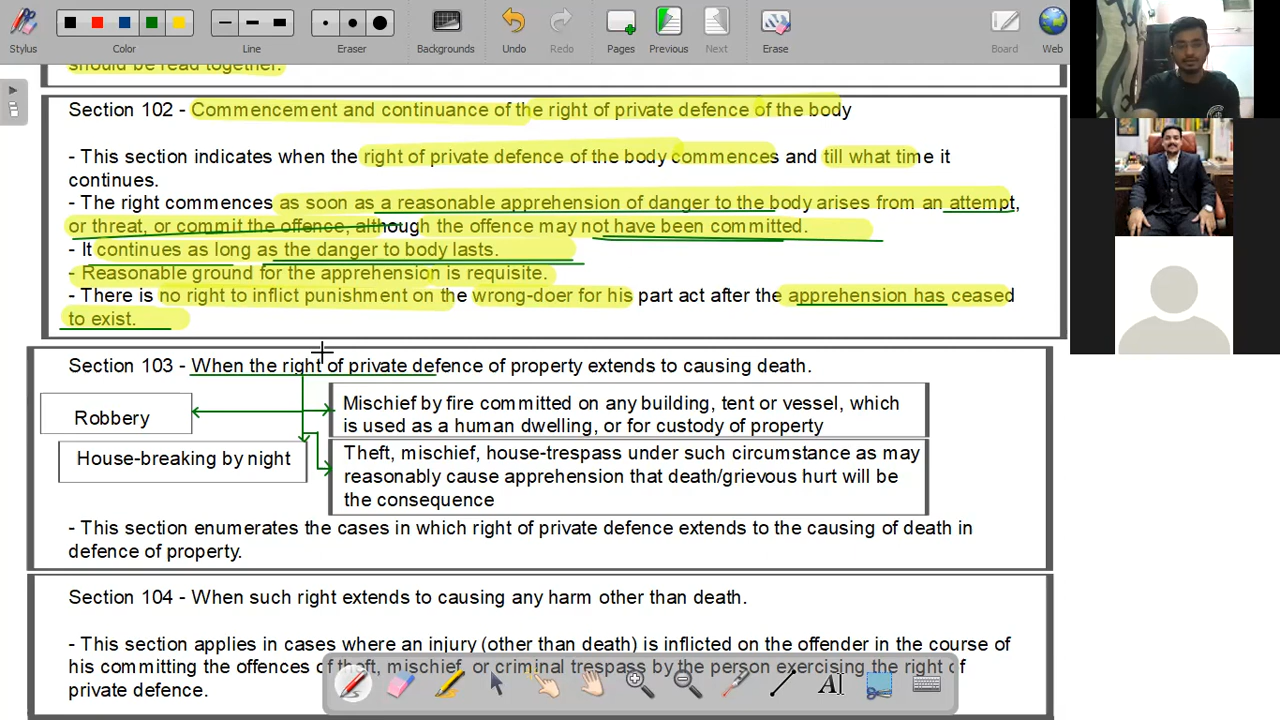 Stylus
Color
Line
Eraser
Backgrounds
Undo
Redo
Pages
Previous
Next
Erase
Board
Web
should be read together.
Section 102 - Commencement and continuance of the right of private defence of the body
- This section indicates when the right of private defence of the body commences and till what time it
continues.
- The right commences as soon as a reasonable apprehension of danger to the body arises from an attempt,
or threat, or commit the offence, although the offence may not have been committed.
- It continues as long as the danger to body lasts.
- Reasonable ground for the apprehension is requisite.
- There is no right to inflict punishment on the wrong-doer for his part act after the apprehension has ceased
to exist.
Section 103 - When the right of private defence of property extends to causing death.
Robbery
House-breaking by night
Mischief by fire committed on any building, tent or vessel, which
is used as a human dwelling, or for custody of property
Theft, mischief, house-trespass under such circumstance as may
reasonably cause apprehension that death/grievous hurt will be
the consequence
- This section enumerates the cases in which right of private defence extends to the causing of death in
defence of property.
Section 104 - When such right extends to causing any harm other than death.
- This section applies in cases where an injury (other than death) is inflicted on the offender in the course of
his committing the offences of theft, mischief, or criminal trespass by the person exercising the right of
private defence.